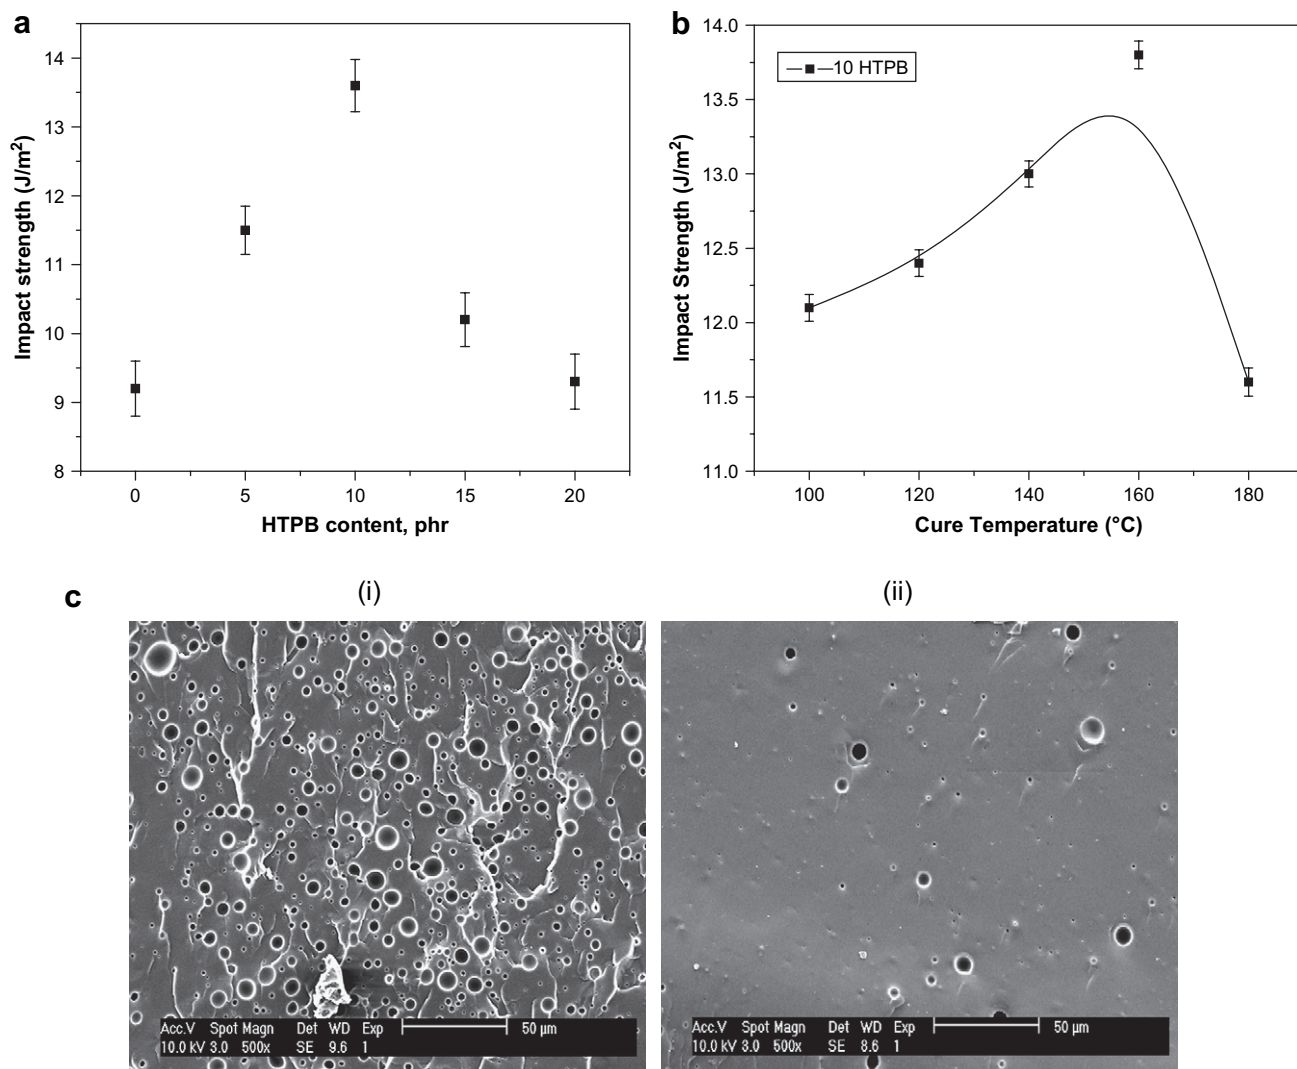 a
14
13
12
11
10
9
8
Impact strength (J/m²)
0 5 10 15 20
HTPB content, phr
b
14.0
13.5
13.0
12.5
12.0
11.5
11.0
Impact Strength (J/m²)
10 HTPB
100 120 140 160 180
Cure Temperature (°C)
c
(i)
(ii)
Acc.V Spot Magn Det WD Exp 50 µm
10.0 kV 3.0 500x SE 9.6 1
Acc.V Spot Magn Det WD Exp 50 µm
10.0 kV 3.0 500x SE 8.6 1